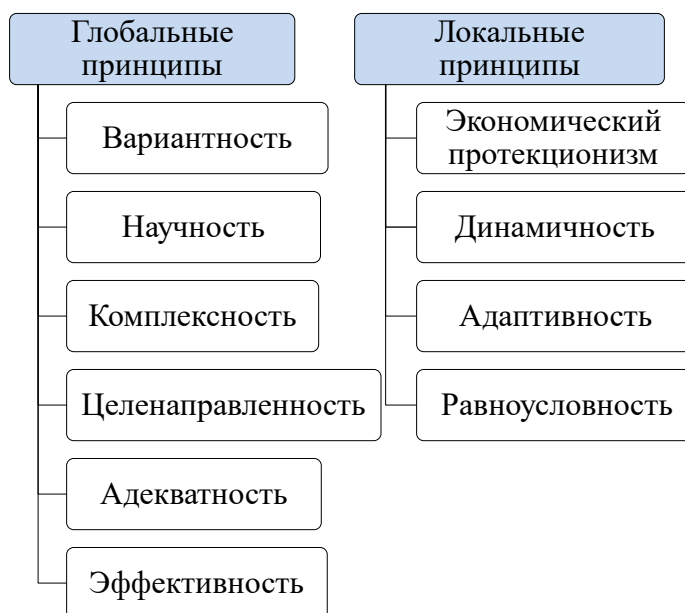 Глобальные
принципы
Вариантность
Научность
Комплексность
Целенаправленность
Адекватность
Эффективность
Локальные
принципы
Экономический
протекционизм
Динамичность
Адаптивность
Равноусловность